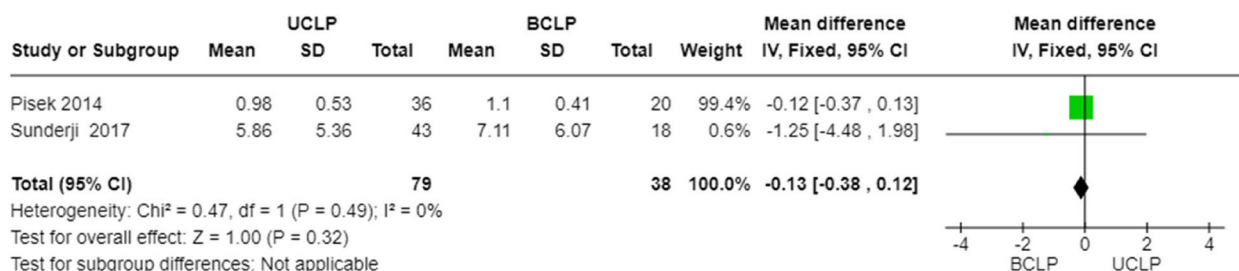 UCLP BCLP Mean difference Mean difference
Study or Subgroup Mean SD Total Mean SD Total Weight IV, Fixed, 95% CI IV, Fixed, 95% CI
Pisek 2014 0.98 0.53 36 1.1 0.41 20 99.4% -0.12 [-0.37 , 0.13]
Sunderji 2017 5.86 5.36 43 7.11 6.07 18 0.6% -1.25 [-4.48 , 1.98]
Total (95% CI) 79 38 100.0% -0.13 [-0.38 , 0.12]
Heterogeneity: Chi² = 0.47, df = 1 (P = 0.49); I² = 0%
Test for overall effect: Z = 1.00 (P = 0.32)
Test for subgroup differences: Not applicable
-4 -2 0 2 4
BCLP UCLP